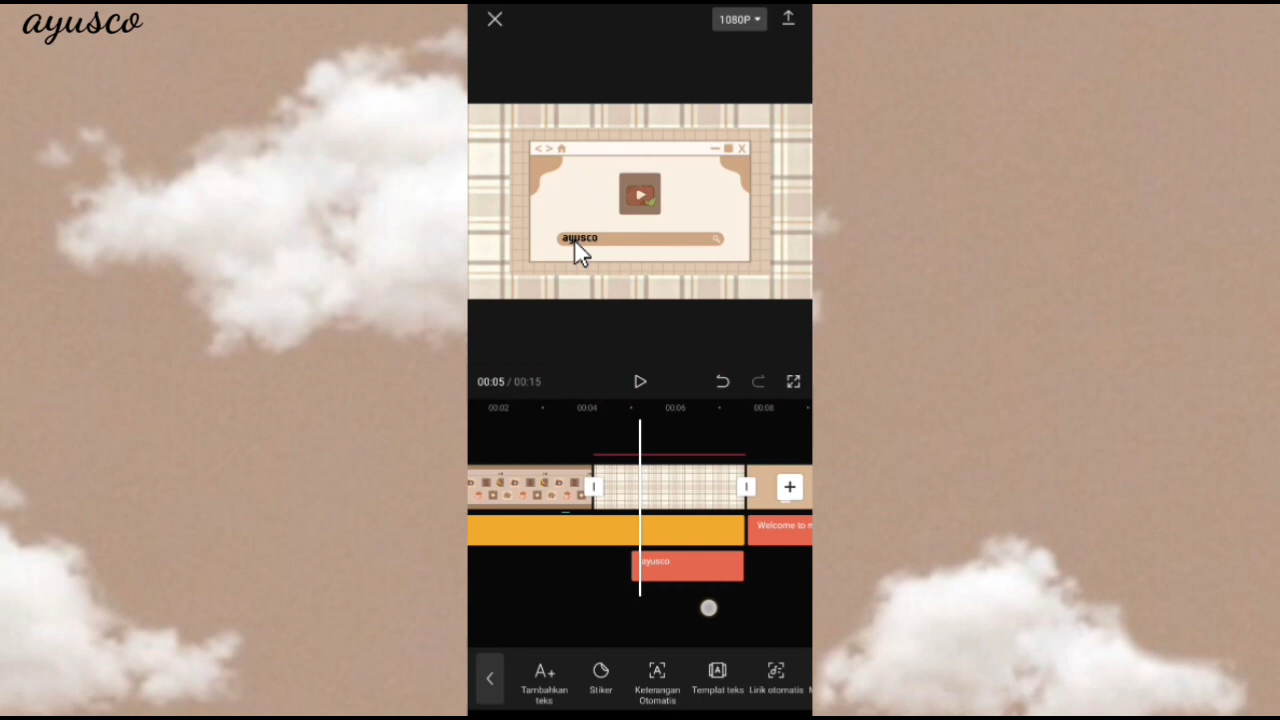 ayusco
1080P
< > X
ayusco
00:05 / 00:15
00:02 00:04 00:06 00:08
Welcome to m
ayusco
A+ A A
Tambahkan teks Stiker Keterangan Otomatis Templat teks Lirik otomatis M